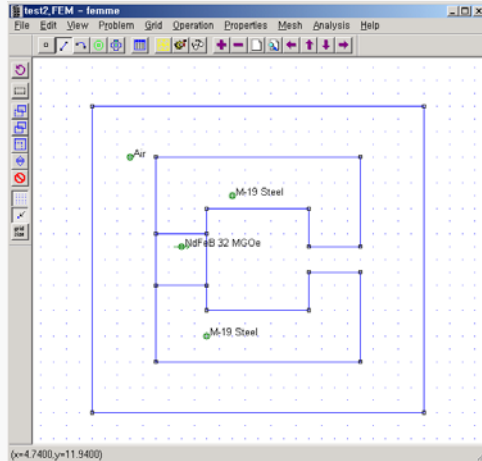 test2_FEM - femme
File Edit View Problem Grid Operation Properties Mesh Analysis Help
Air
M-19 Steel
NdFeB 32 MGOe
M-19 Steel
(x=4.7400,y=11.9400)